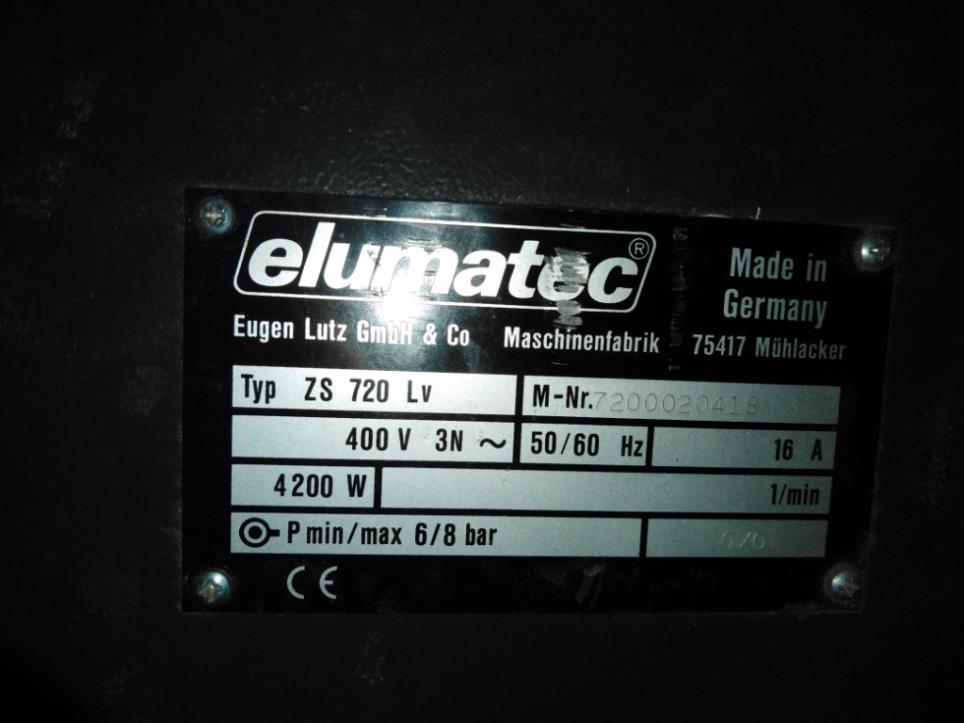 elumatec®
Made in
Germany
Eugen Lutz GmbH & Co Maschinenfabrik 75417 Mühlacker
Typ ZS 720 Lv M-Nr. 7200020418
400 V 3N ~ 50/60 Hz 16 A
4200 W 1/min
P min/max 6/8 bar
CE